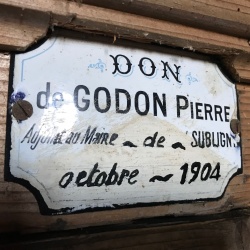 DON
de GODON PIERRE
Adjoint au Maire ~ de ~ SUBLIGNY
octobre ~ 1904